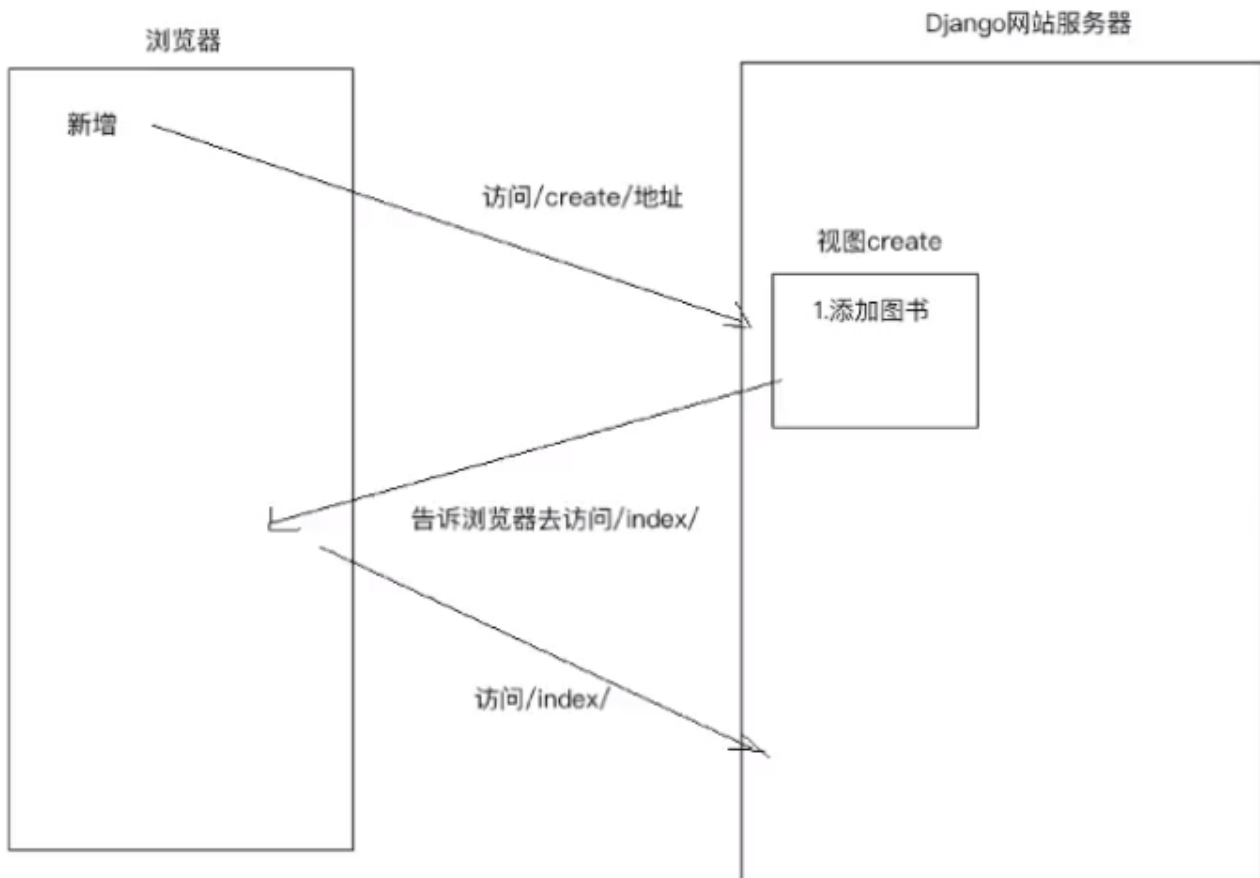 浏览器
Django网站服务器
新增
访问/create/地址
视图create
1.添加图书
告诉浏览器去访问/index/
访问/index/